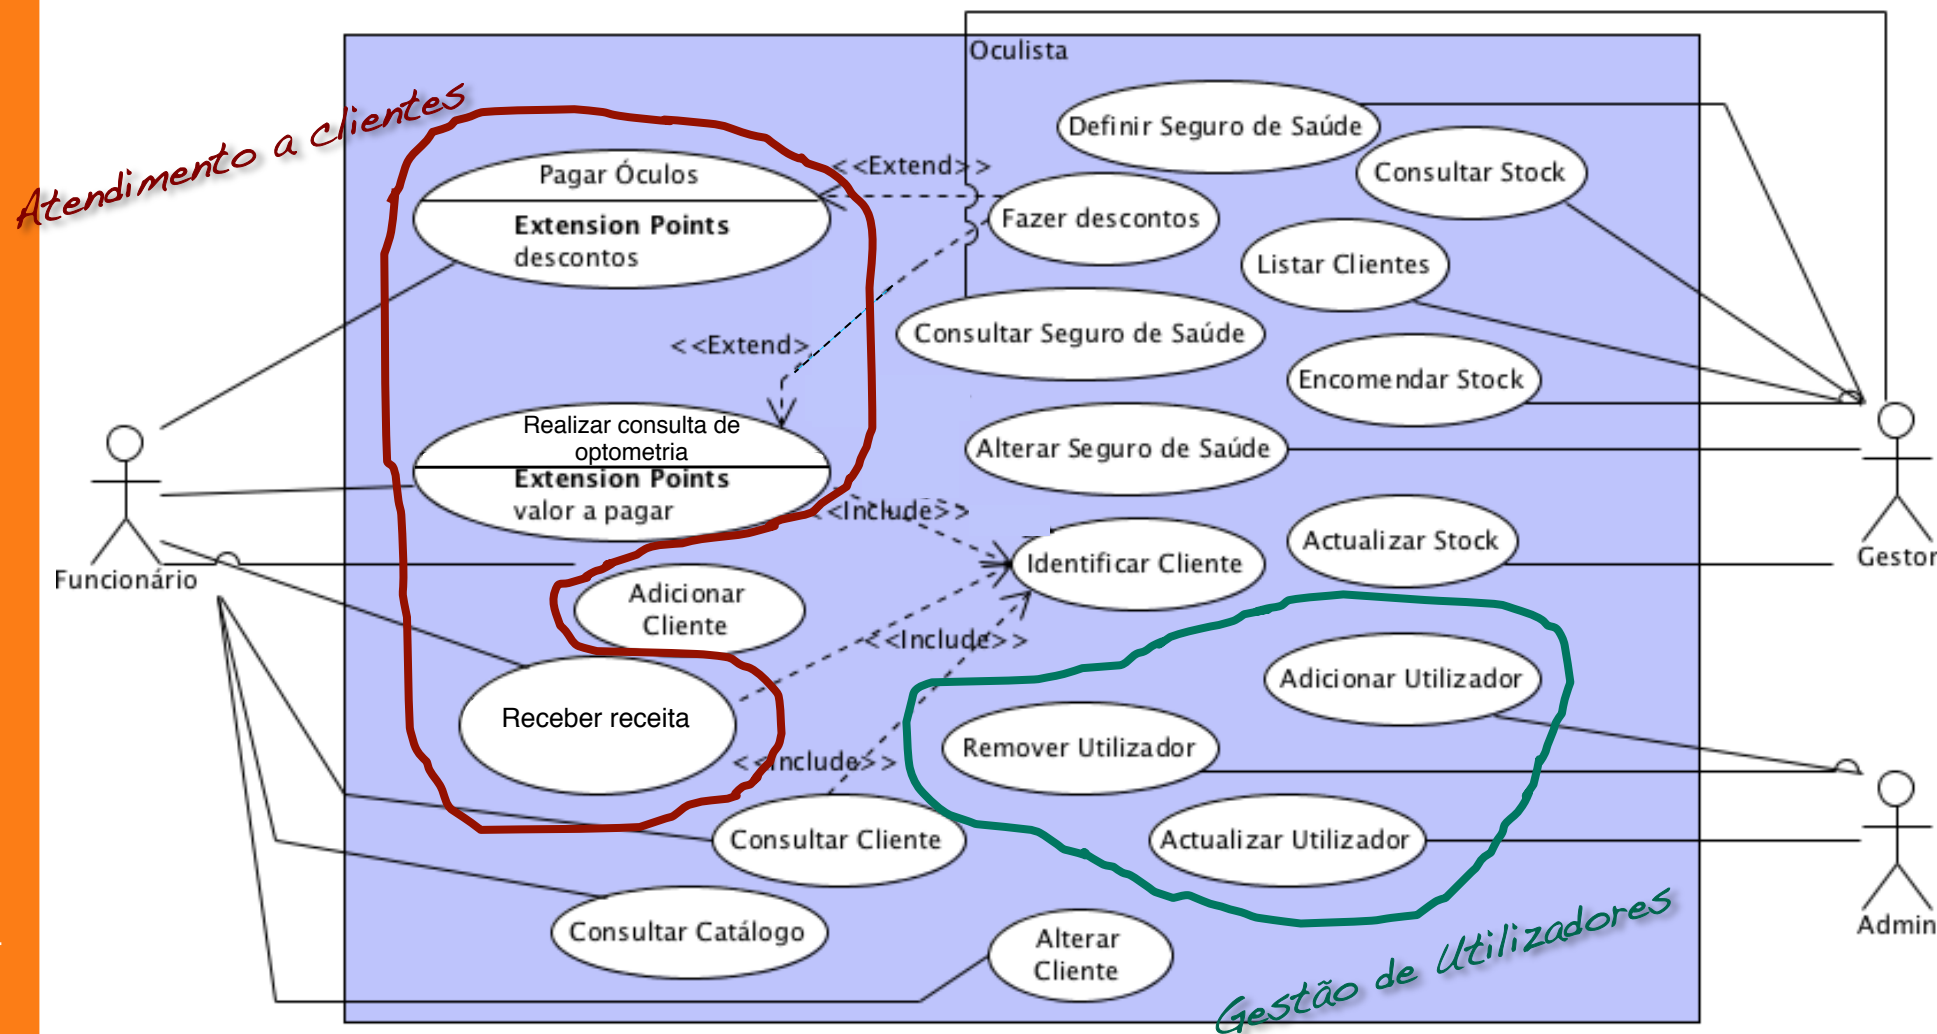 Oculista
Atendimento a clientes
Definir Seguro de Saúde
Consultar Stock
Pagar Óculos
Extension Points
descontos
<<Extend>>
Fazer descontos
Listar Clientes
Consultar Seguro de Saúde
<<Extend>
Encomendar Stock
Realizar consulta de
optometria
Extension Points
valor a pagar
Alterar Seguro de Saúde
<<Include>>
Identificar Cliente
Actualizar Stock
Gestor
Funcionário
Adicionar
Cliente
<<Include>>
Adicionar Utilizador
Receber receita
Remover Utilizador
<<Include>>
Consultar Cliente
Actualizar Utilizador
Consultar Catálogo
Alterar
Cliente
Admin
Gestão de Utilizadores